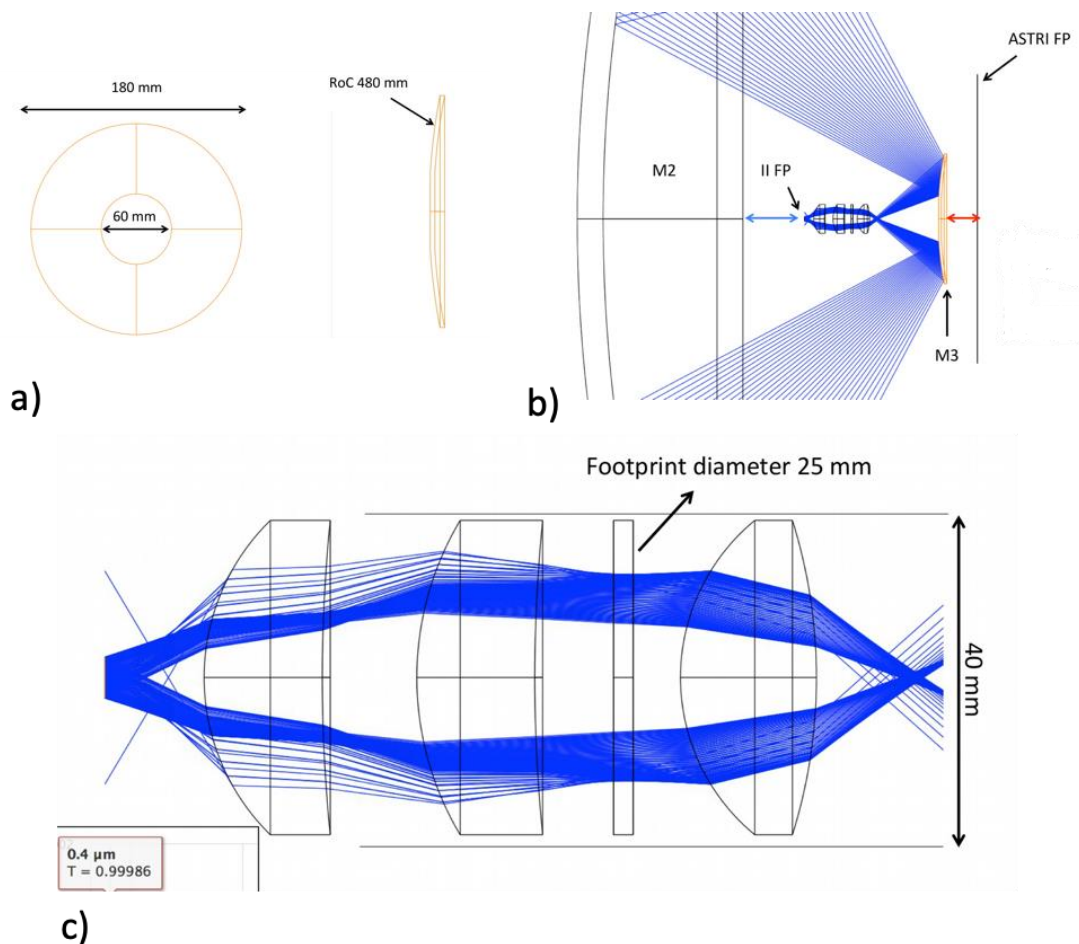 180 mm
60 mm
RoC 480 mm
a)
ASTRI FP
M2
II FP
M3
b)
Footprint diameter 25 mm
40 mm
0.4 µm
T = 0.99986
c)